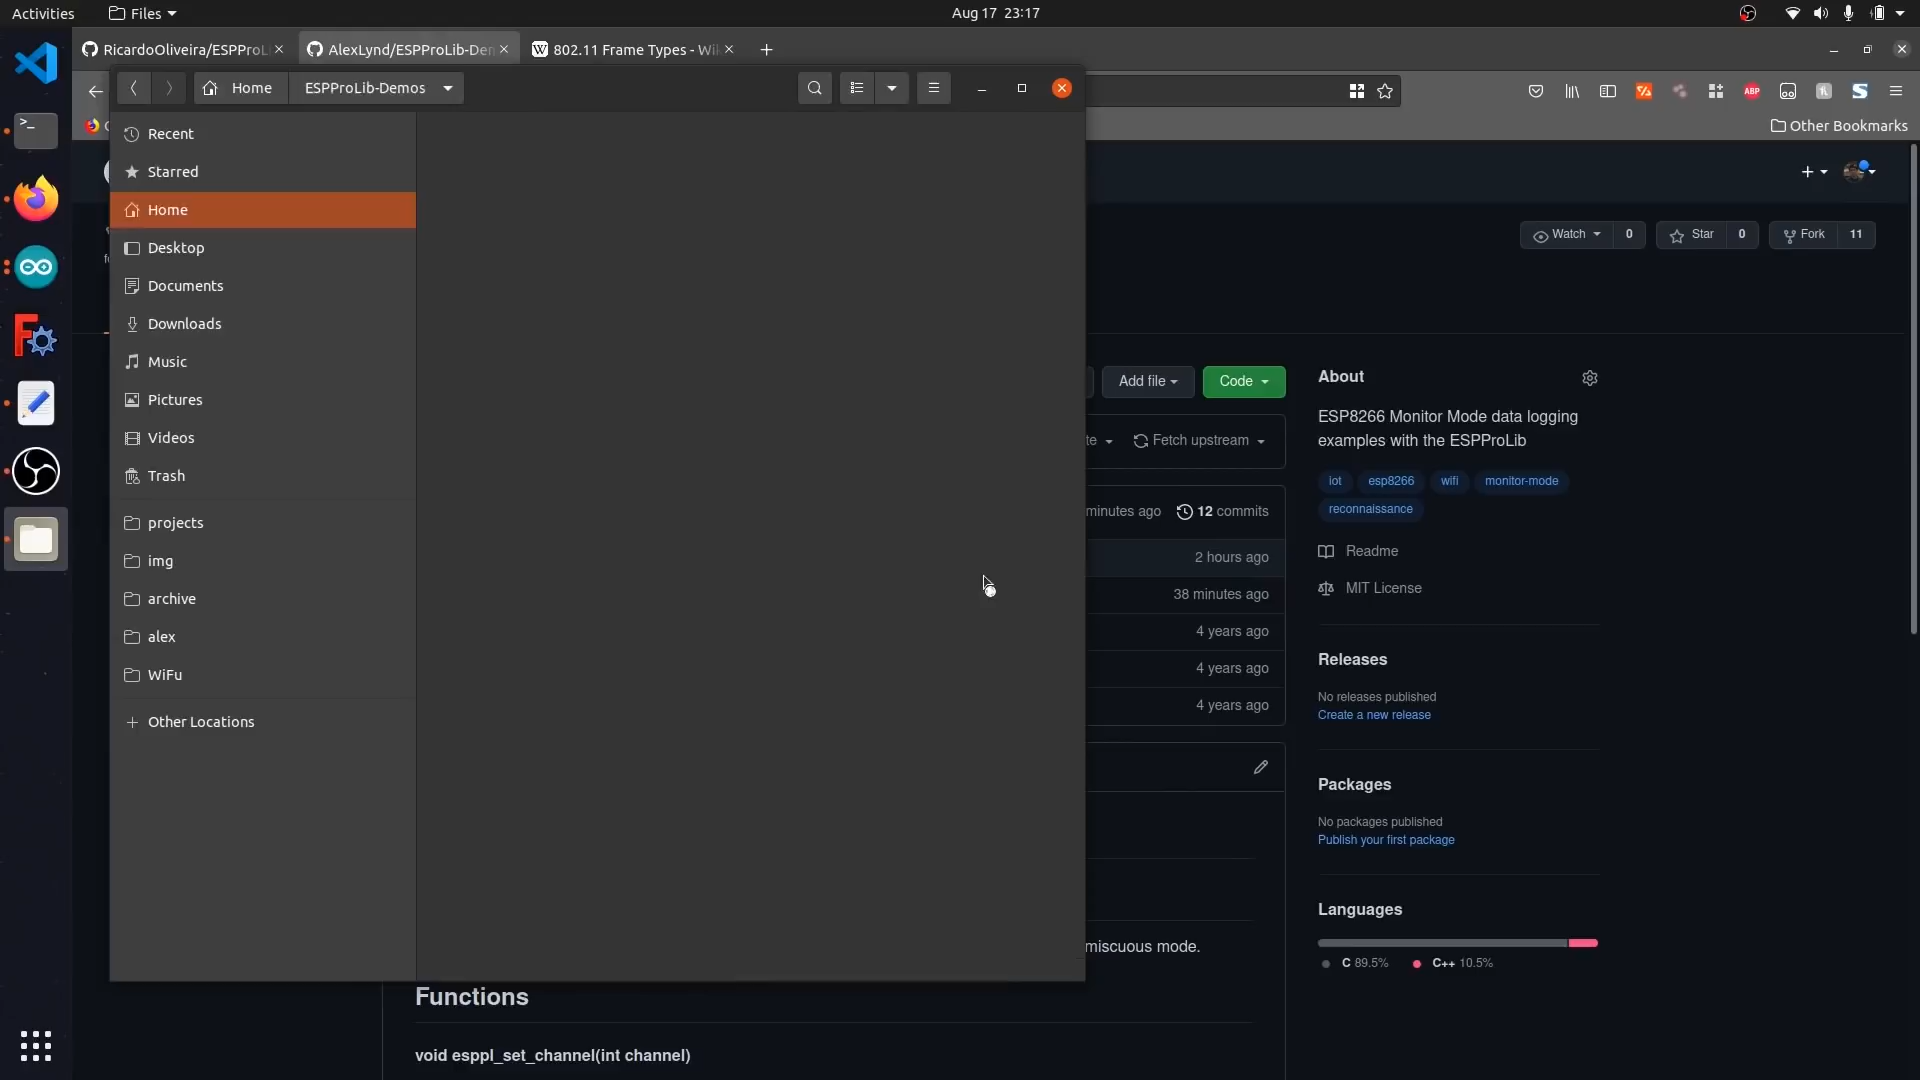 Activities
Files
Aug 17 23:17
RicardoOliveira/ESPProL
AlexLynd/ESPProLib-Den
802.11 Frame Types - Wi
Home
ESPProLib-Demos
ABP
Other Bookmarks
Recent
Starred
Home
Desktop
Documents
Downloads
Music
Pictures
Videos
Trash
projects
img
archive
alex
WiFu
Other Locations
Watch 0
Star 0
Fork 11
Add file
Code
te
Fetch upstream
minutes ago
12 commits
2 hours ago
38 minutes ago
4 years ago
4 years ago
4 years ago
miscuous mode.
Functions
void esppl_set_channel(int channel)
About
ESP8266 Monitor Mode data logging
examples with the ESPProLib
iot esp8266 wifi monitor-mode
reconnaissance
Readme
MIT License
Releases
No releases published
Create a new release
Packages
No packages published
Publish your first package
Languages
C 89.5% C++ 10.5%